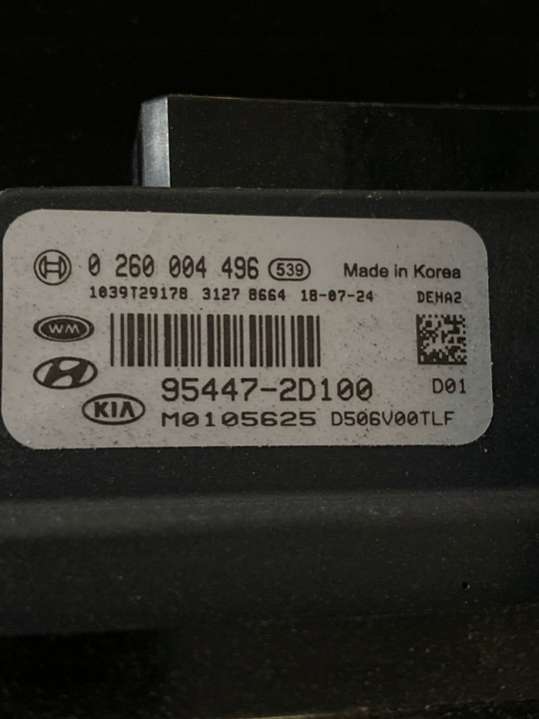 0 260 004 496 539 Made in Korea
1039T29178 3127 8664 18-07-24 DEHA2
WM
95447-2D100 D01
KIA M0105625 D506V00TLF